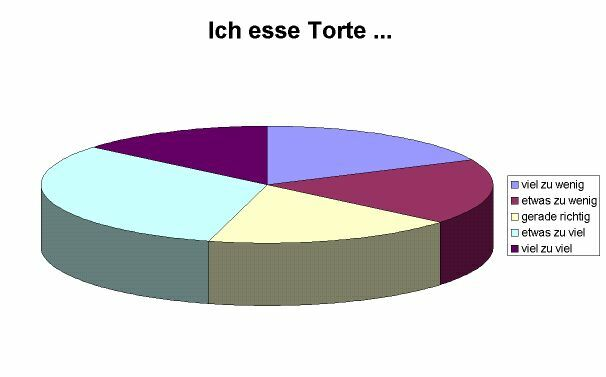 Ich esse Torte ...
viel zu wenig
etwas zu wenig
gerade richtig
etwas zu viel
viel zu viel